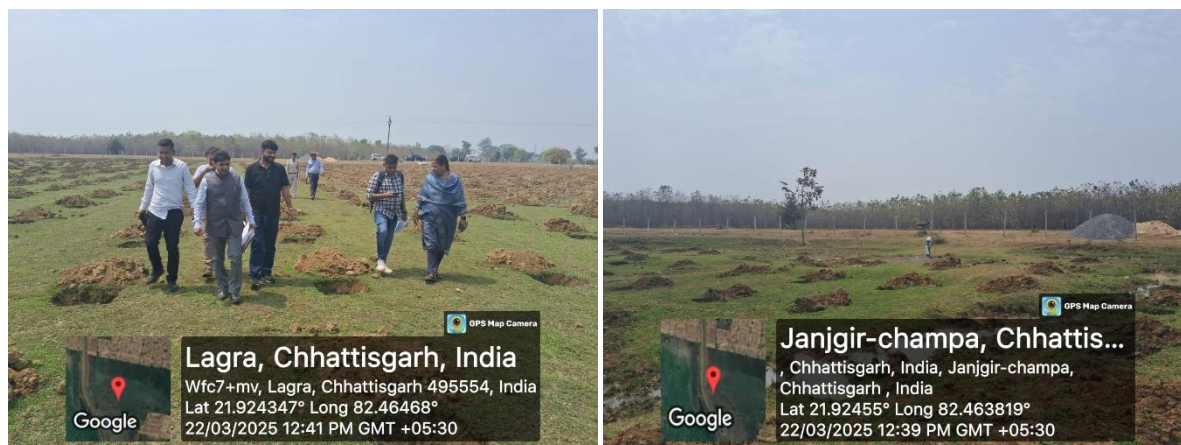 GPS Map Camera
Lagra, Chhattisgarh, India
Wfc7+mv, Lagra, Chhattisgarh 495554, India
Lat 21.924347° Long 82.46468°
22/03/2025 12:41 PM GMT +05:30
Google
GPS Map Camera
Janjgir-champa, Chhattis...
, Chhattisgarh, India, Janjgir-champa,
Chhattisgarh , India
Lat 21.92455° Long 82.463819°
22/03/2025 12:39 PM GMT +05:30
Google